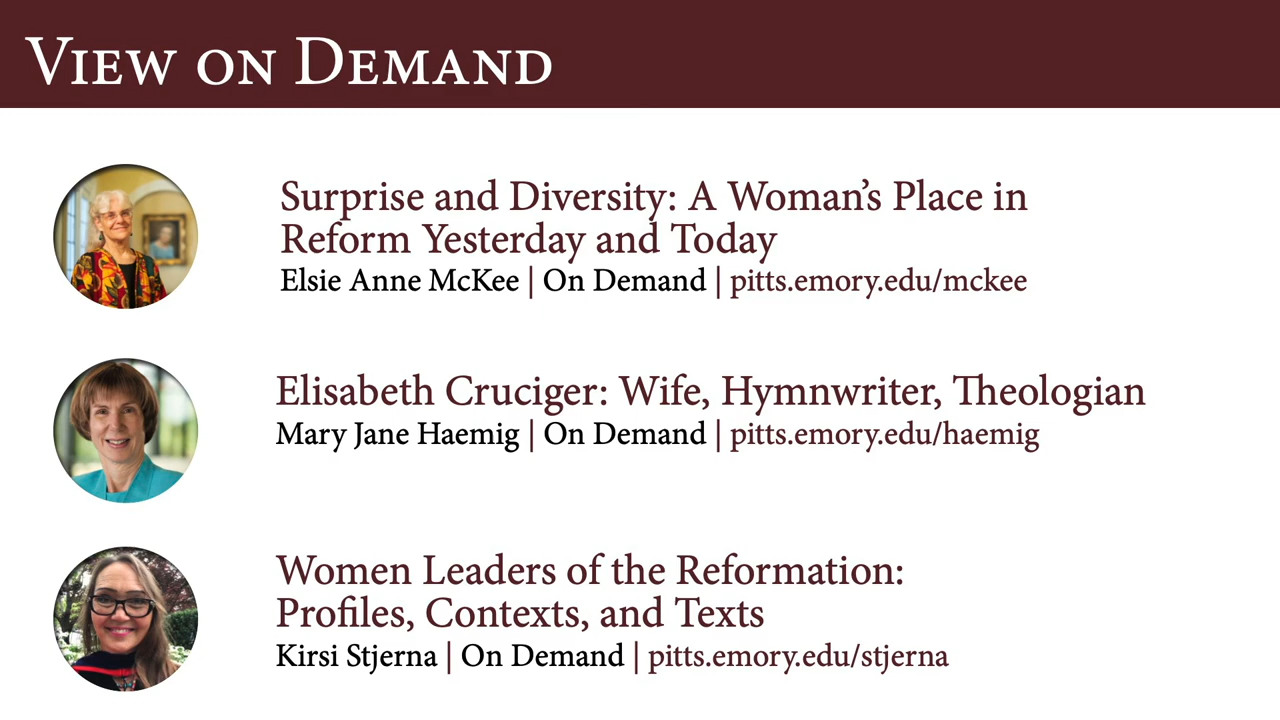 View on Demand
Surprise and Diversity: A Woman’s Place in
Reform Yesterday and Today
Elsie Anne McKee | On Demand | pitts.emory.edu/mckee
Elisabeth Cruciger: Wife, Hymnwriter, Theologian
Mary Jane Haemig | On Demand | pitts.emory.edu/haemig
Women Leaders of the Reformation:
Profiles, Contexts, and Texts
Kirsi Stjerna | On Demand | pitts.emory.edu/stjerna